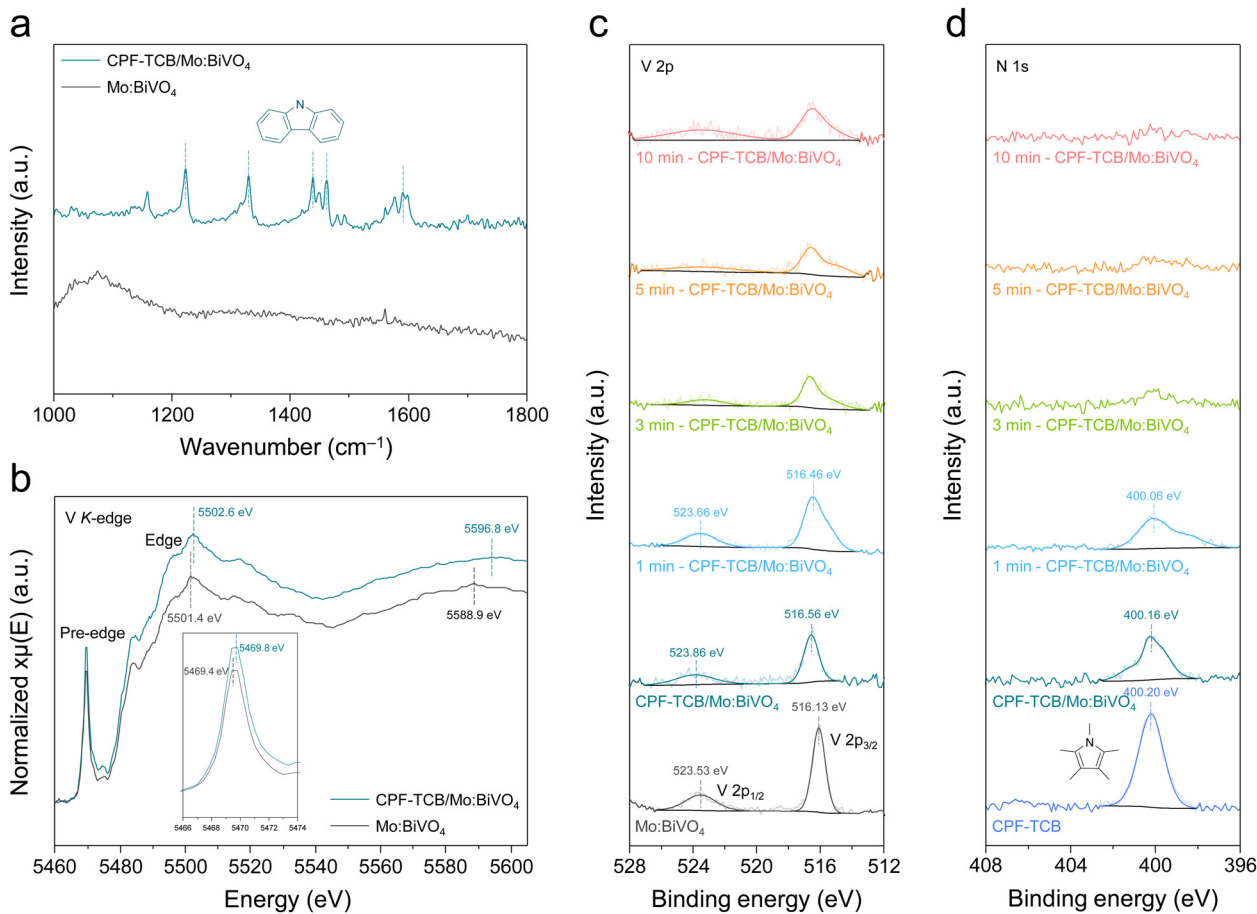 a
CPF-TCB/Mo:BiVO₄
Mo:BiVO₄
N
Intensity (a.u.)
1000 1200 1400 1600 1800
Wavenumber (cm⁻¹)
b
V K-edge
5502.6 eV
Edge
5596.8 eV
5501.4 eV
5588.9 eV
Pre-edge
5469.8 eV
5469.4 eV
5466 5468 5470 5472 5474
CPF-TCB/Mo:BiVO₄
Mo:BiVO₄
Normalized xμ(E) (a.u.)
5460 5480 5500 5520 5540 5560 5580 5600
Energy (eV)
c
V 2p
10 min - CPF-TCB/Mo:BiVO₄
5 min - CPF-TCB/Mo:BiVO₄
3 min - CPF-TCB/Mo:BiVO₄
516.46 eV
523.66 eV
1 min - CPF-TCB/Mo:BiVO₄
516.56 eV
523.86 eV
CPF-TCB/Mo:BiVO₄
516.13 eV
V 2p₃/₂
523.53 eV
V 2p₁/₂
Mo:BiVO₄
Intensity (a.u.)
528 524 520 516 512
Binding energy (eV)
d
N 1s
10 min - CPF-TCB/Mo:BiVO₄
5 min - CPF-TCB/Mo:BiVO₄
3 min - CPF-TCB/Mo:BiVO₄
400.06 eV
1 min - CPF-TCB/Mo:BiVO₄
400.16 eV
CPF-TCB/Mo:BiVO₄
400.20 eV
N
CPF-TCB
Intensity (a.u.)
408 404 400 396
Binding energy (eV)